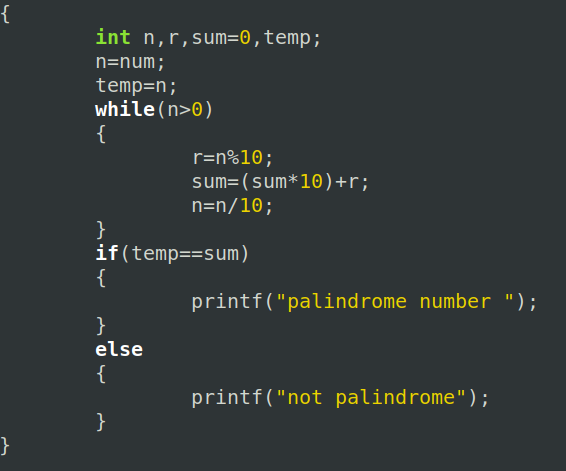 {
int n,r,sum=0,temp;
n=num;
temp=n;
while(n>0)
{
r=n%10;
sum=(sum*10)+r;
n=n/10;
}
if(temp==sum)
{
printf("palindrome number ");
}
else
{
printf("not palindrome");
}
}